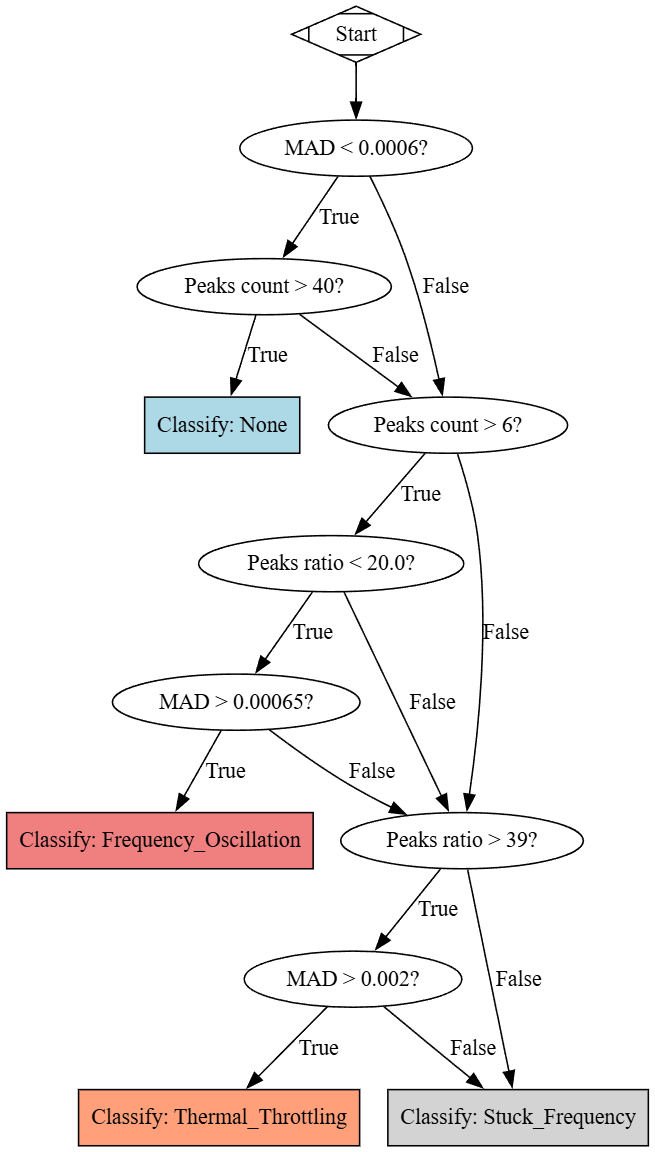 Start
MAD < 0.0006?
True
Peaks count > 40?
False
True
False
Classify: None
Peaks count > 6?
True
Peaks ratio < 20.0?
True
False
MAD > 0.00065?
False
True
False
Classify: Frequency_Oscillation
Peaks ratio > 39?
True
MAD > 0.002?
False
True
False
Classify: Thermal_Throttling
Classify: Stuck_Frequency